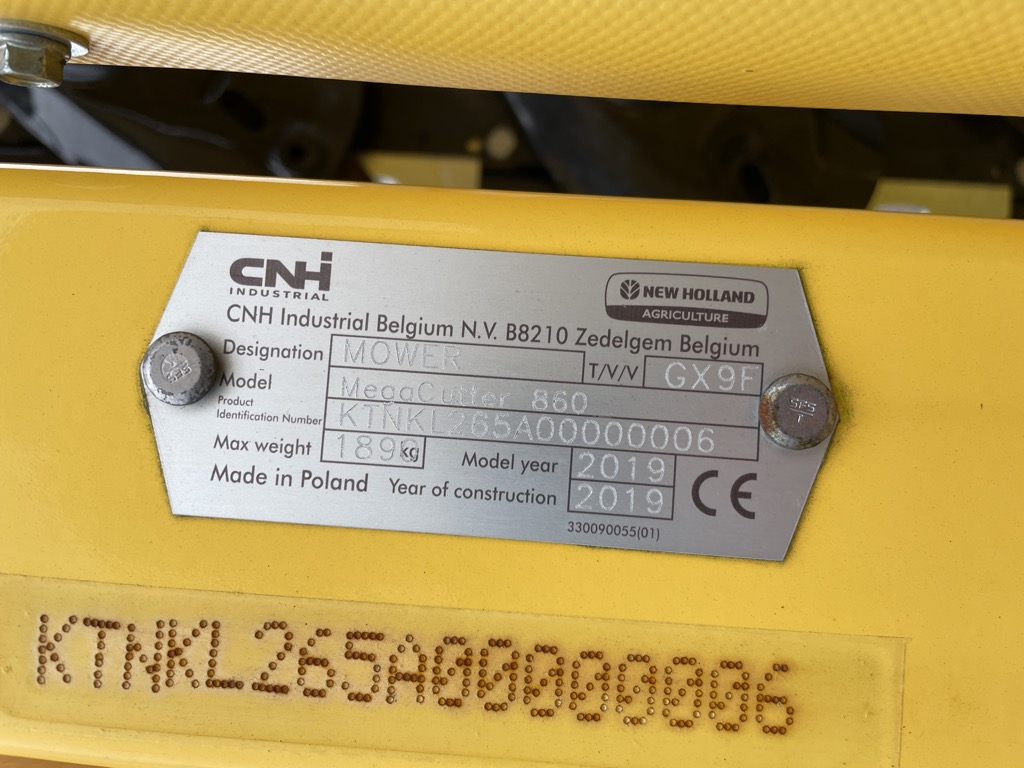 CNH
INDUSTRIAL
NEW HOLLAND
AGRICULTURE
CNH Industrial Belgium N.V. B8210 Zedelgem Belgium
Designation MOWER T/V/V GX9F
Model MegaCutter 860
Product Identification Number KTNKL265A00000006
Max weight 1890 kg Model year 2019
Made in Poland Year of construction 2019
CE
330090055(01)
SFS
SFS
KTNKL265A00000006